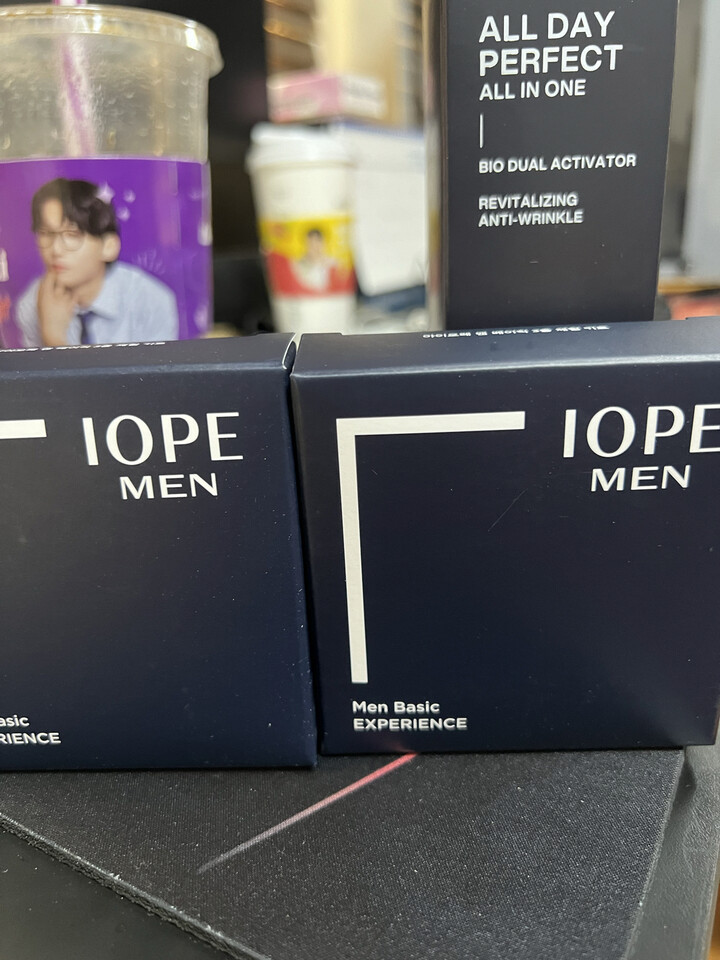 ALL DAY
PERFECT
ALL IN ONE
BIO DUAL ACTIVATOR
REVITALIZING
ANTI-WRINKLE
IOPE
MEN
asic
RIENCE
IOPE
MEN
Men Basic
EXPERIENCE